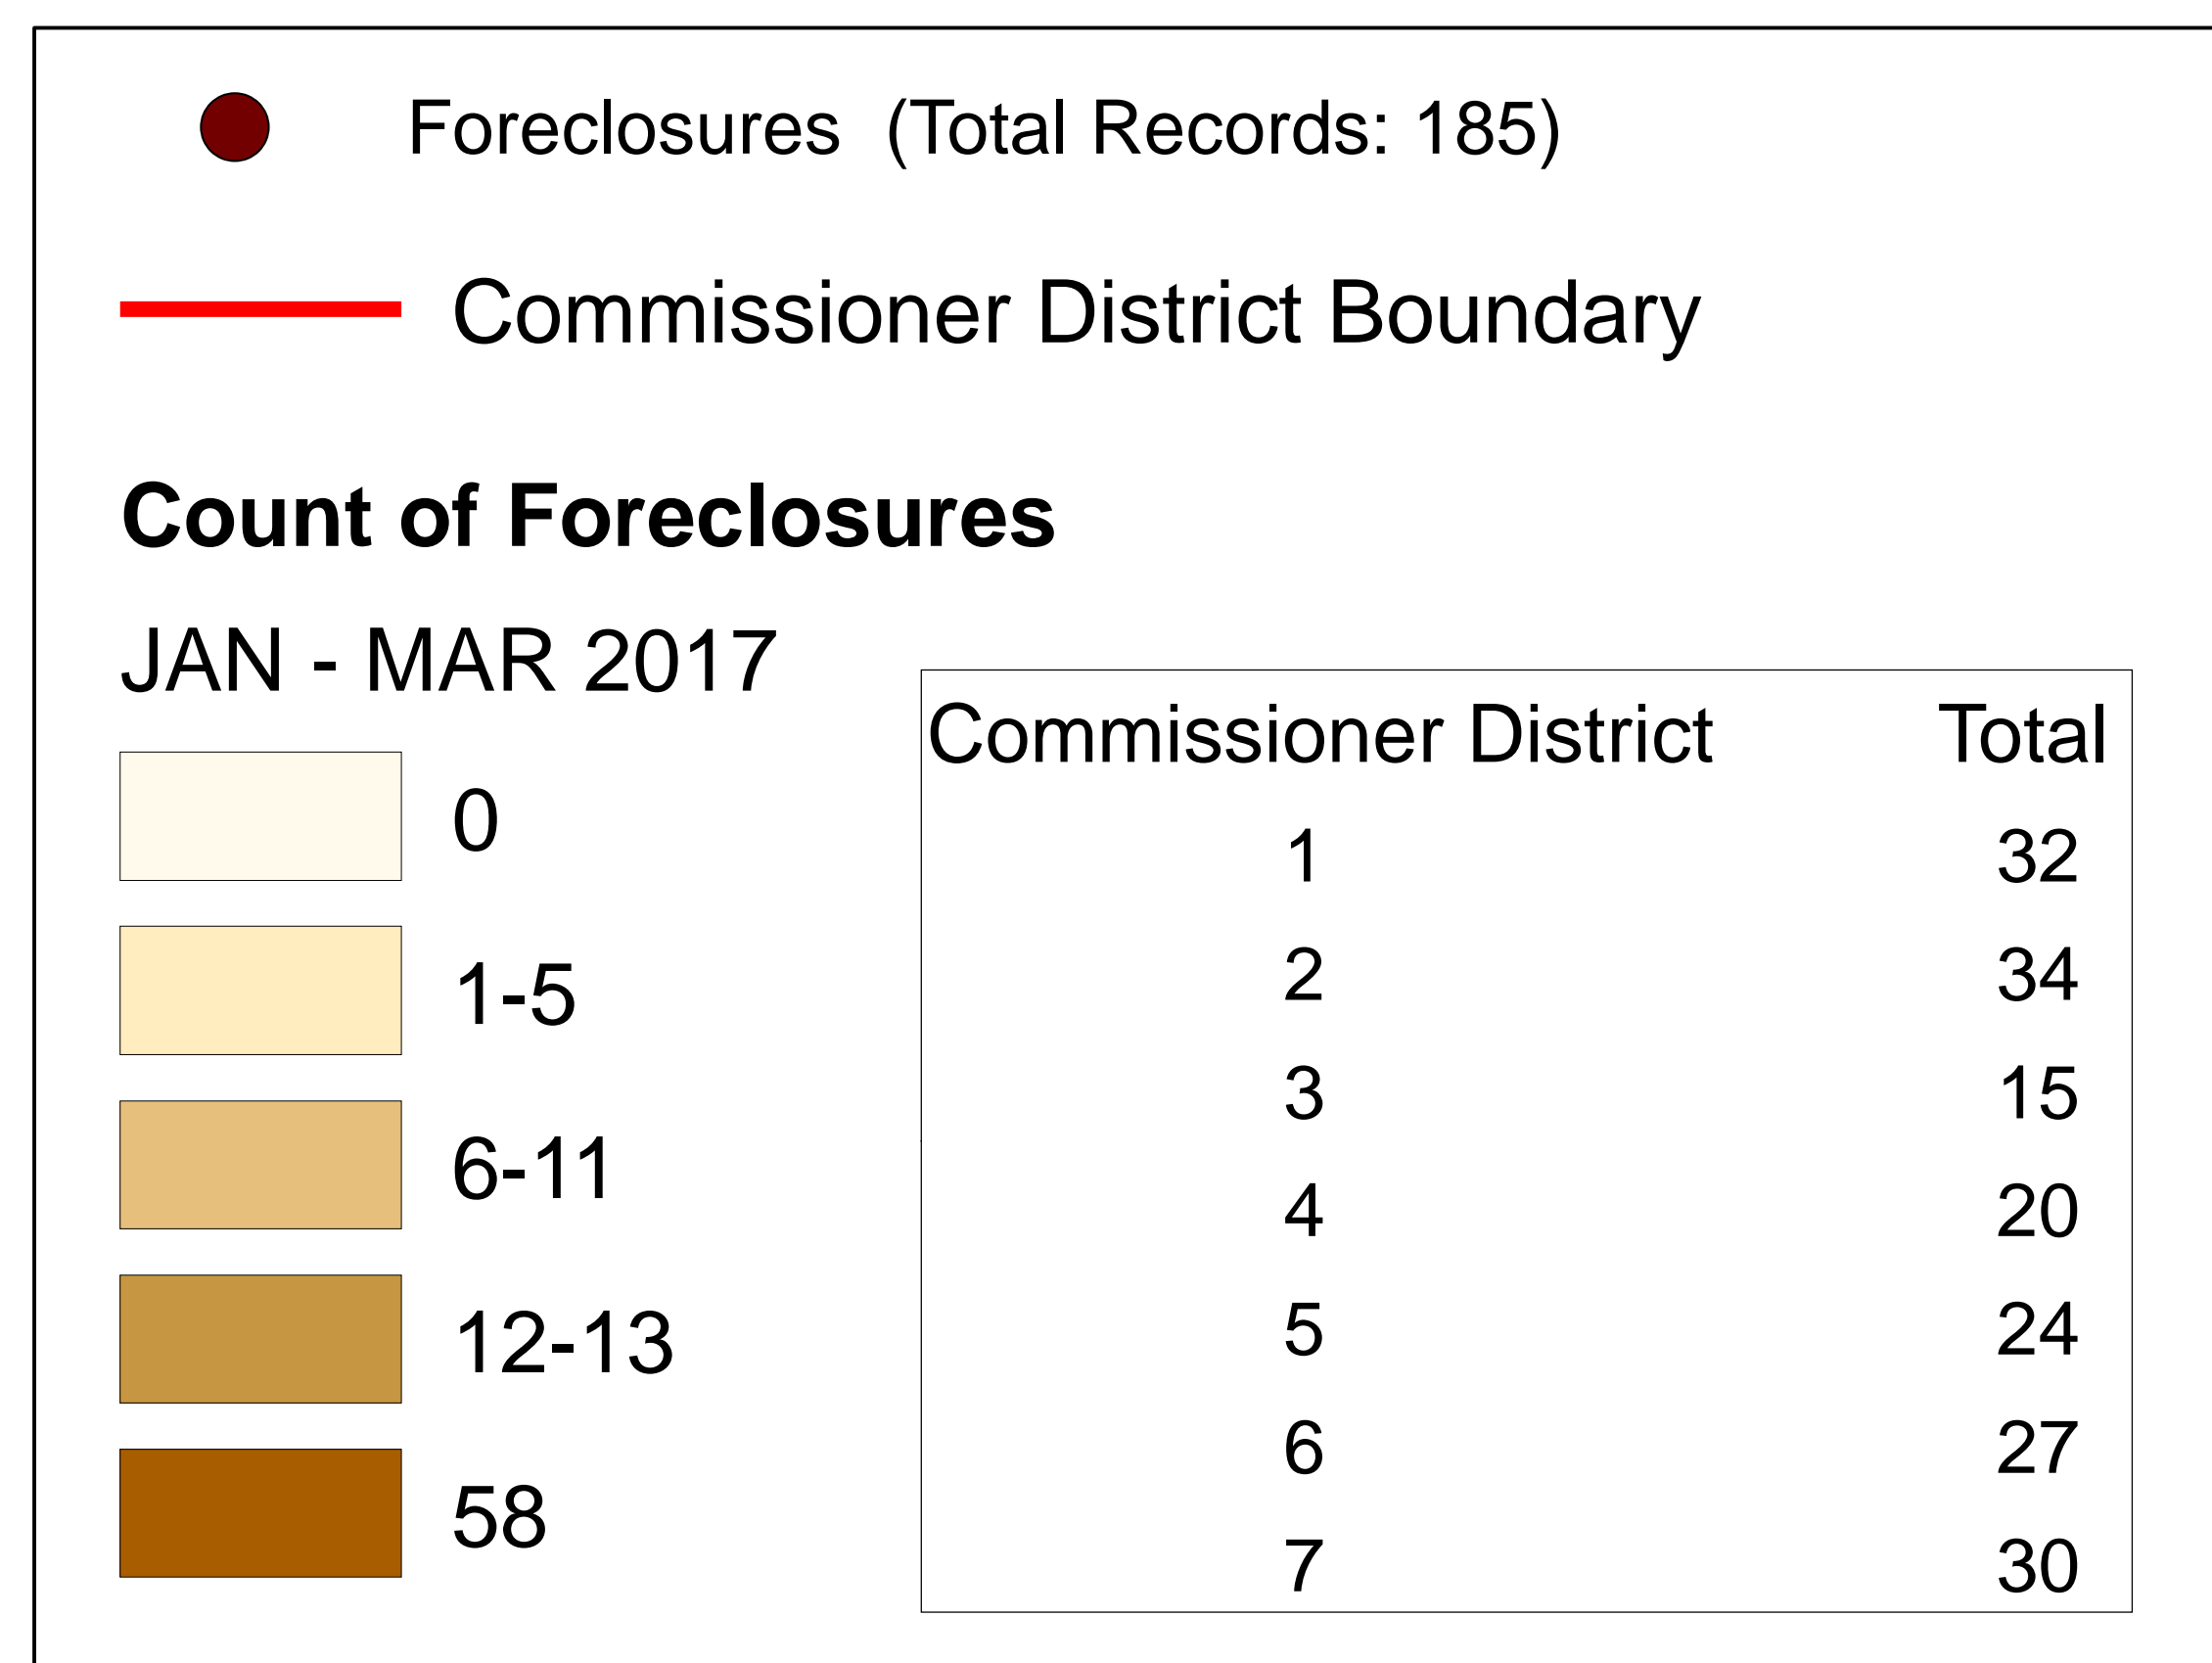 Foreclosures (Total Records: 185)
Commissioner District Boundary
Count of Foreclosures
JAN - MAR 2017
0
1-5
6-11
12-13
58
Commissioner District Total
1 32
2 34
3 15
4 20
5 24
6 27
7 30